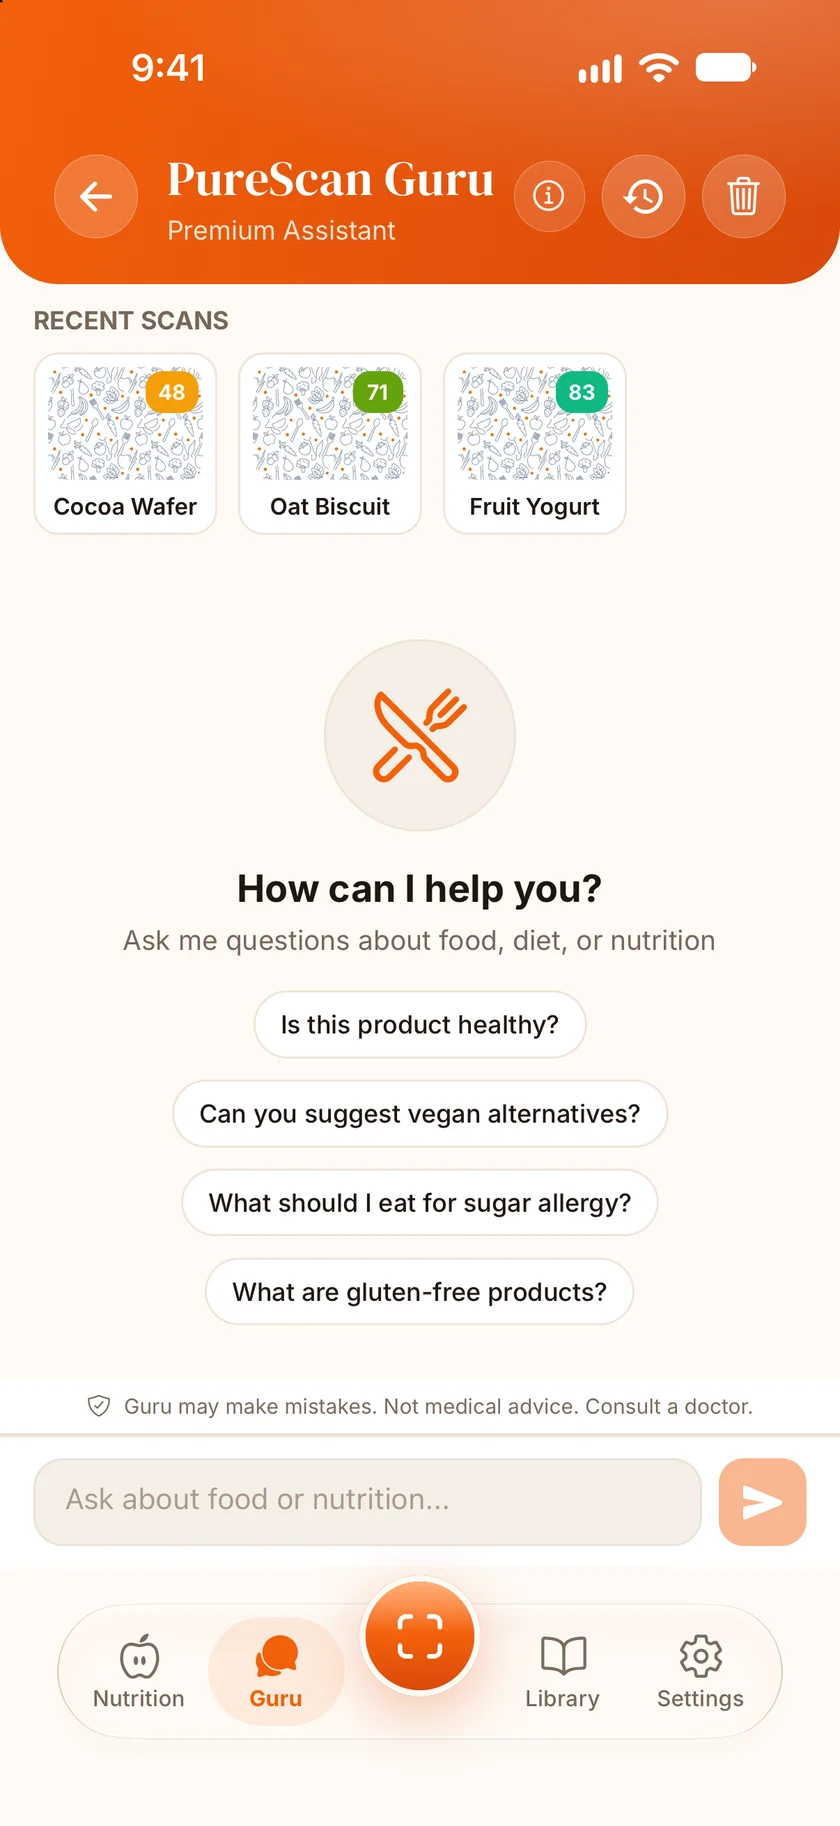 9:41
PureScan Guru
Premium Assistant
RECENT SCANS
48
71
83
Cocoa Wafer
Oat Biscuit
Fruit Yogurt
How can I help you?
Ask me questions about food, diet, or nutrition
Is this product healthy?
Can you suggest vegan alternatives?
What should I eat for sugar allergy?
What are gluten-free products?
Guru may make mistakes. Not medical advice. Consult a doctor.
Ask about food or nutrition...
Nutrition
Guru
Library
Settings